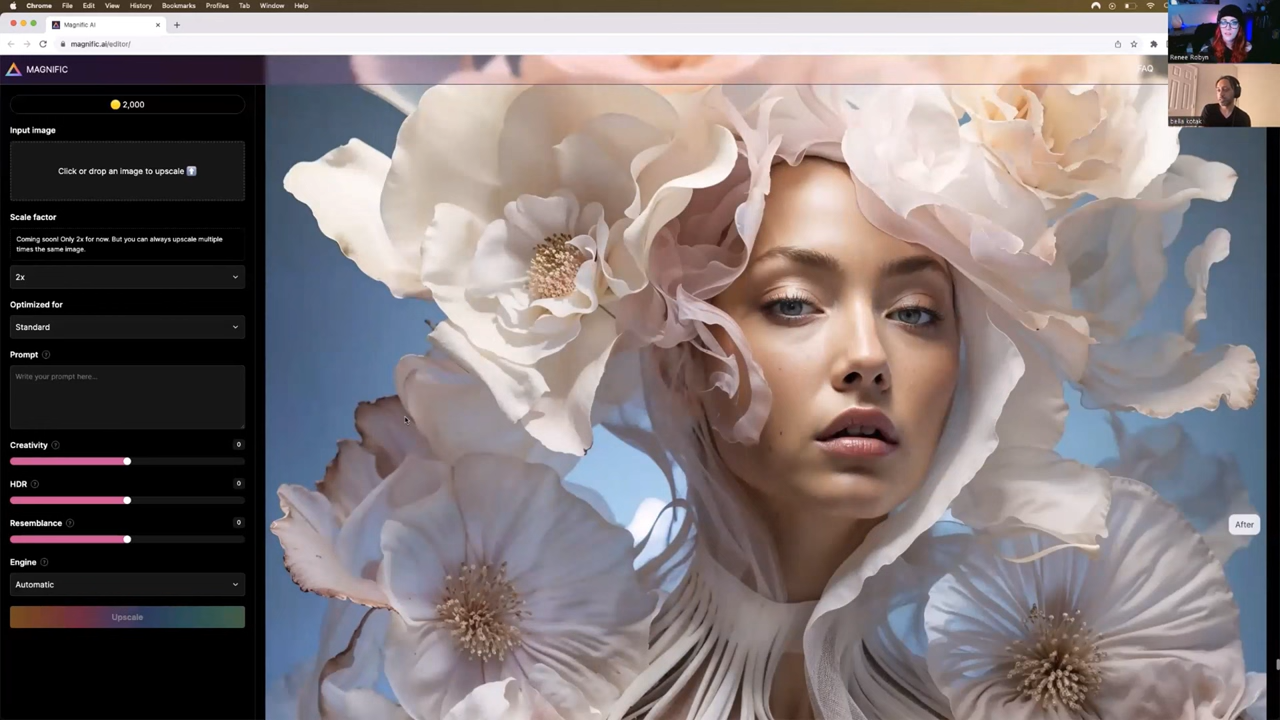 Chrome File Edit View History Bookmarks Profiles Tab Window Help
Magnific AI
magnific.ai/editor/
MAGNIFIC
FAQ
Renee Robyn
bella kotak
2,000
Input image
Click or drop an image to upscale
Scale factor
Coming soon! Only 2x for now. But you can always upscale multiple
times the same image.
2x
Optimized for
Standard
Prompt
Write your prompt here...
Creativity 0
HDR 0
Resemblance 0
Engine
Automatic
Upscale
After